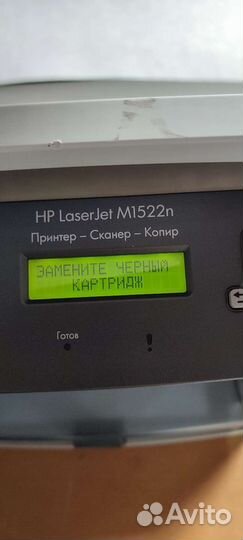 HP LaserJet M1522n
Принтер – Сканер – Копир
ЗАМЕНИТЕ ЧЕРНЫЙ
КАРТРИДЖ
Готов
!
Avito